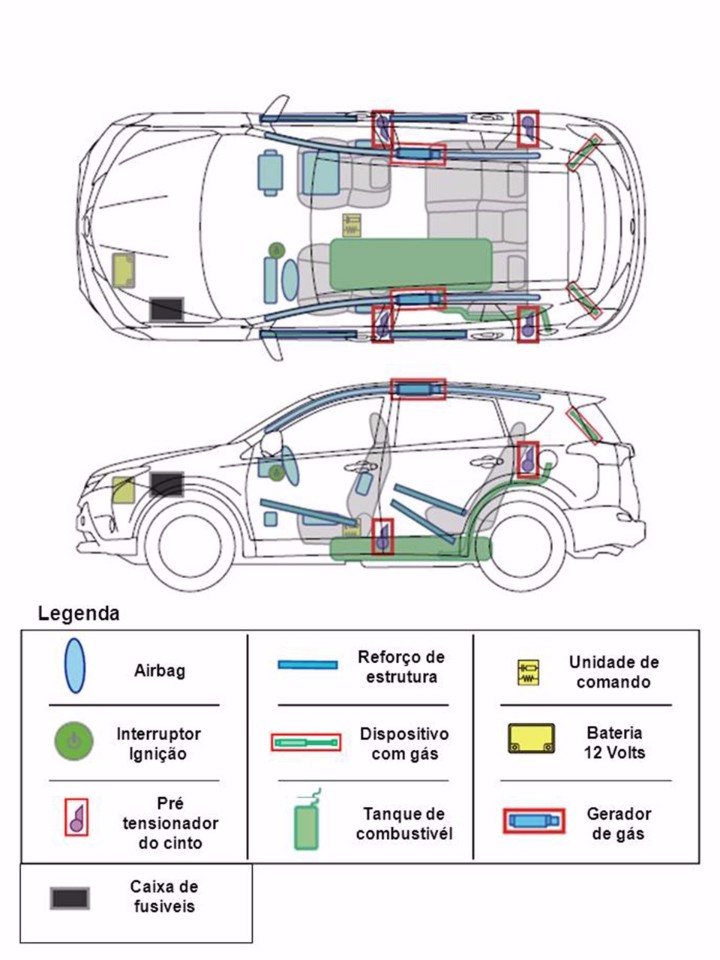 Legenda
Airbag
Reforço de
estrutura
Unidade de
comando
Interruptor
Ignição
Dispositivo
com gás
Bateria
12 Volts
Pré
tensionador
do cinto
Tanque de
combustivél
Gerador
de gás
Caixa de
fusiveis